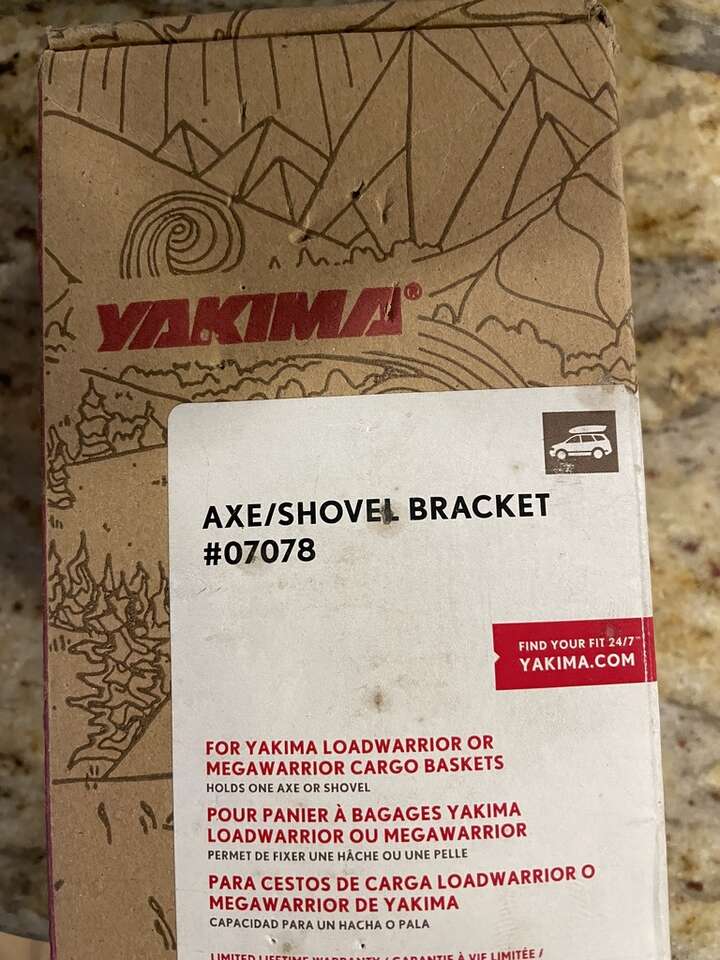 YAKIMA®
AXE/SHOVEL BRACKET
#07078
FIND YOUR FIT 24/7™
YAKIMA.COM
FOR YAKIMA LOADWARRIOR OR
MEGAWARRIOR CARGO BASKETS
HOLDS ONE AXE OR SHOVEL
POUR PANIER À BAGAGES YAKIMA
LOADWARRIOR OU MEGAWARRIOR
PERMET DE FIXER UNE HÂCHE OU UNE PELLE
PARA CESTOS DE CARGA LOADWARRIOR O
MEGAWARRIOR DE YAKIMA
CAPACIDAD PARA UN HACHA O PALA
LIMITED LIFETIME WARRANTY / GARANTIE À VIE LIMITÉE /